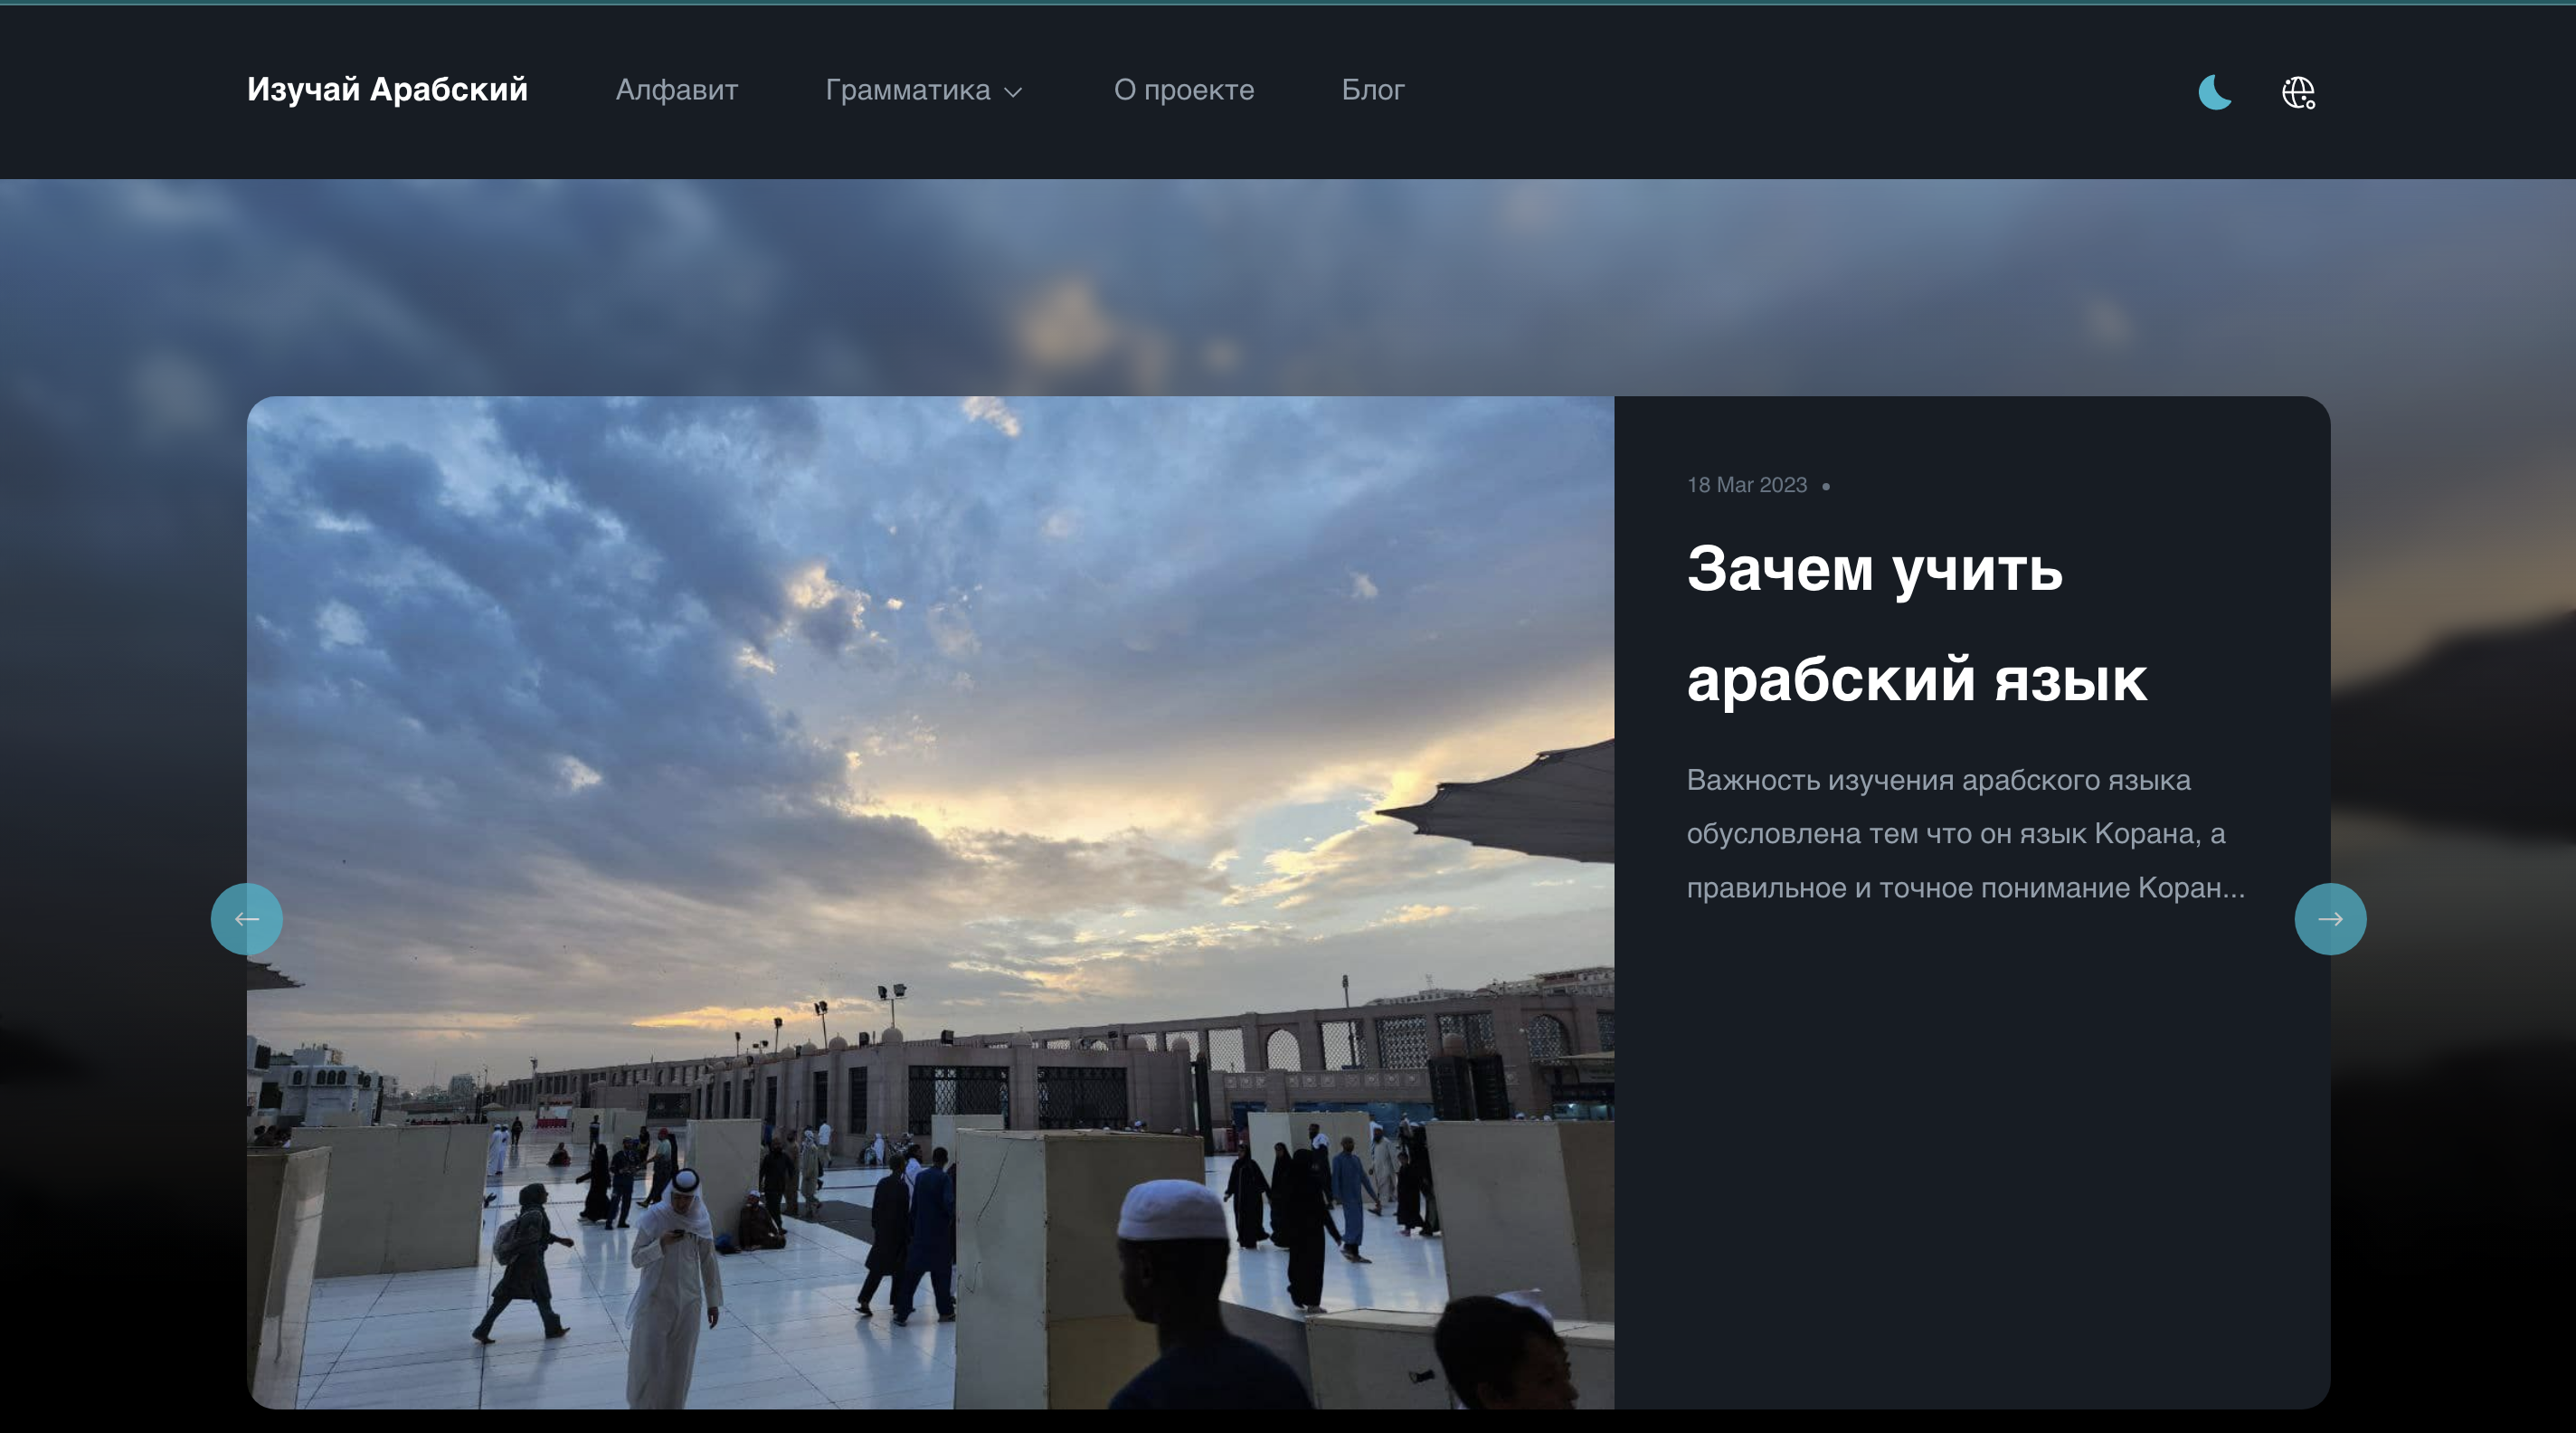 Изучай Арабский
Алфавит
Грамматика
О проекте
Блог
18 Mar 2023 •
Зачем учить
арабский язык
Важность изучения арабского языка
обусловлена тем что он язык Корана, а
правильное и точное понимание Коран...